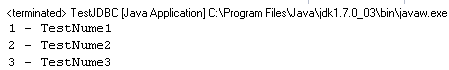 <terminated> TestJDBC [Java Application] C:\Program Files\Java\jdk1.7.0_03\bin\javaw.exe
1 - TestNume1
2 - TestNume2
3 - TestNume3